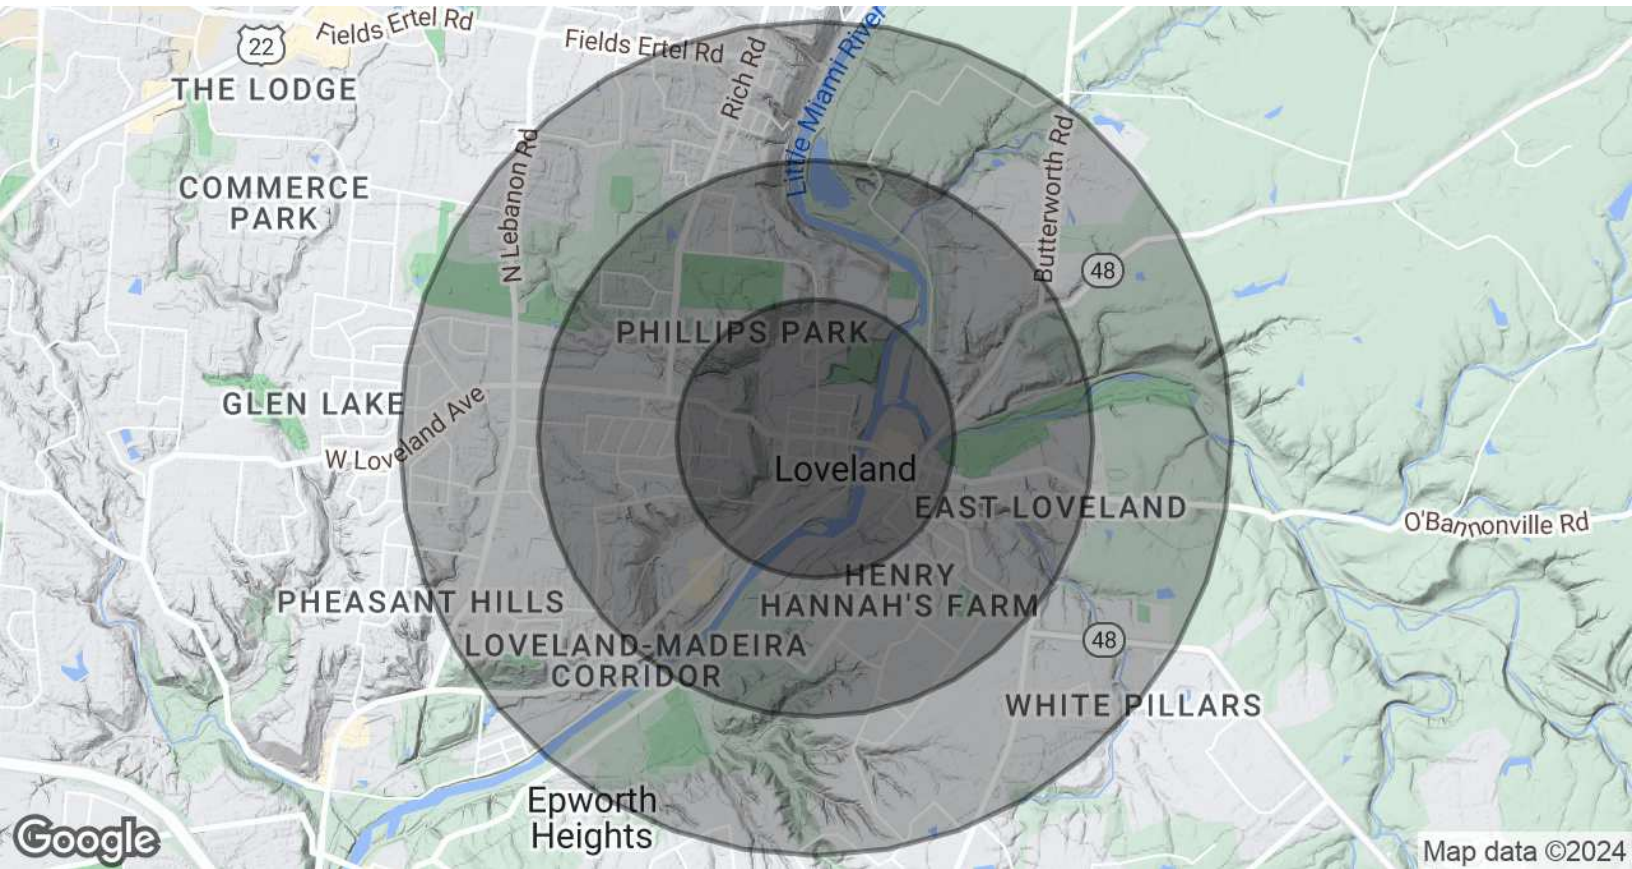 Fields Ertel Rd
Fields Ertel Rd
22
Rich Rd
Little Miami River
THE LODGE
N Lebanon Rd
Butterworth Rd
COMMERCE
PARK
48
PHILLIPS PARK
GLEN LAKE
W Loveland Ave
Loveland
EAST LOVELAND
O'Bannonville Rd
HENRY
HANNAH'S FARM
PHEASANT HILLS
LOVELAND-MADEIRA
CORRIDOR
48
WHITE PILLARS
Epworth
Heights
Google
Map data ©2024